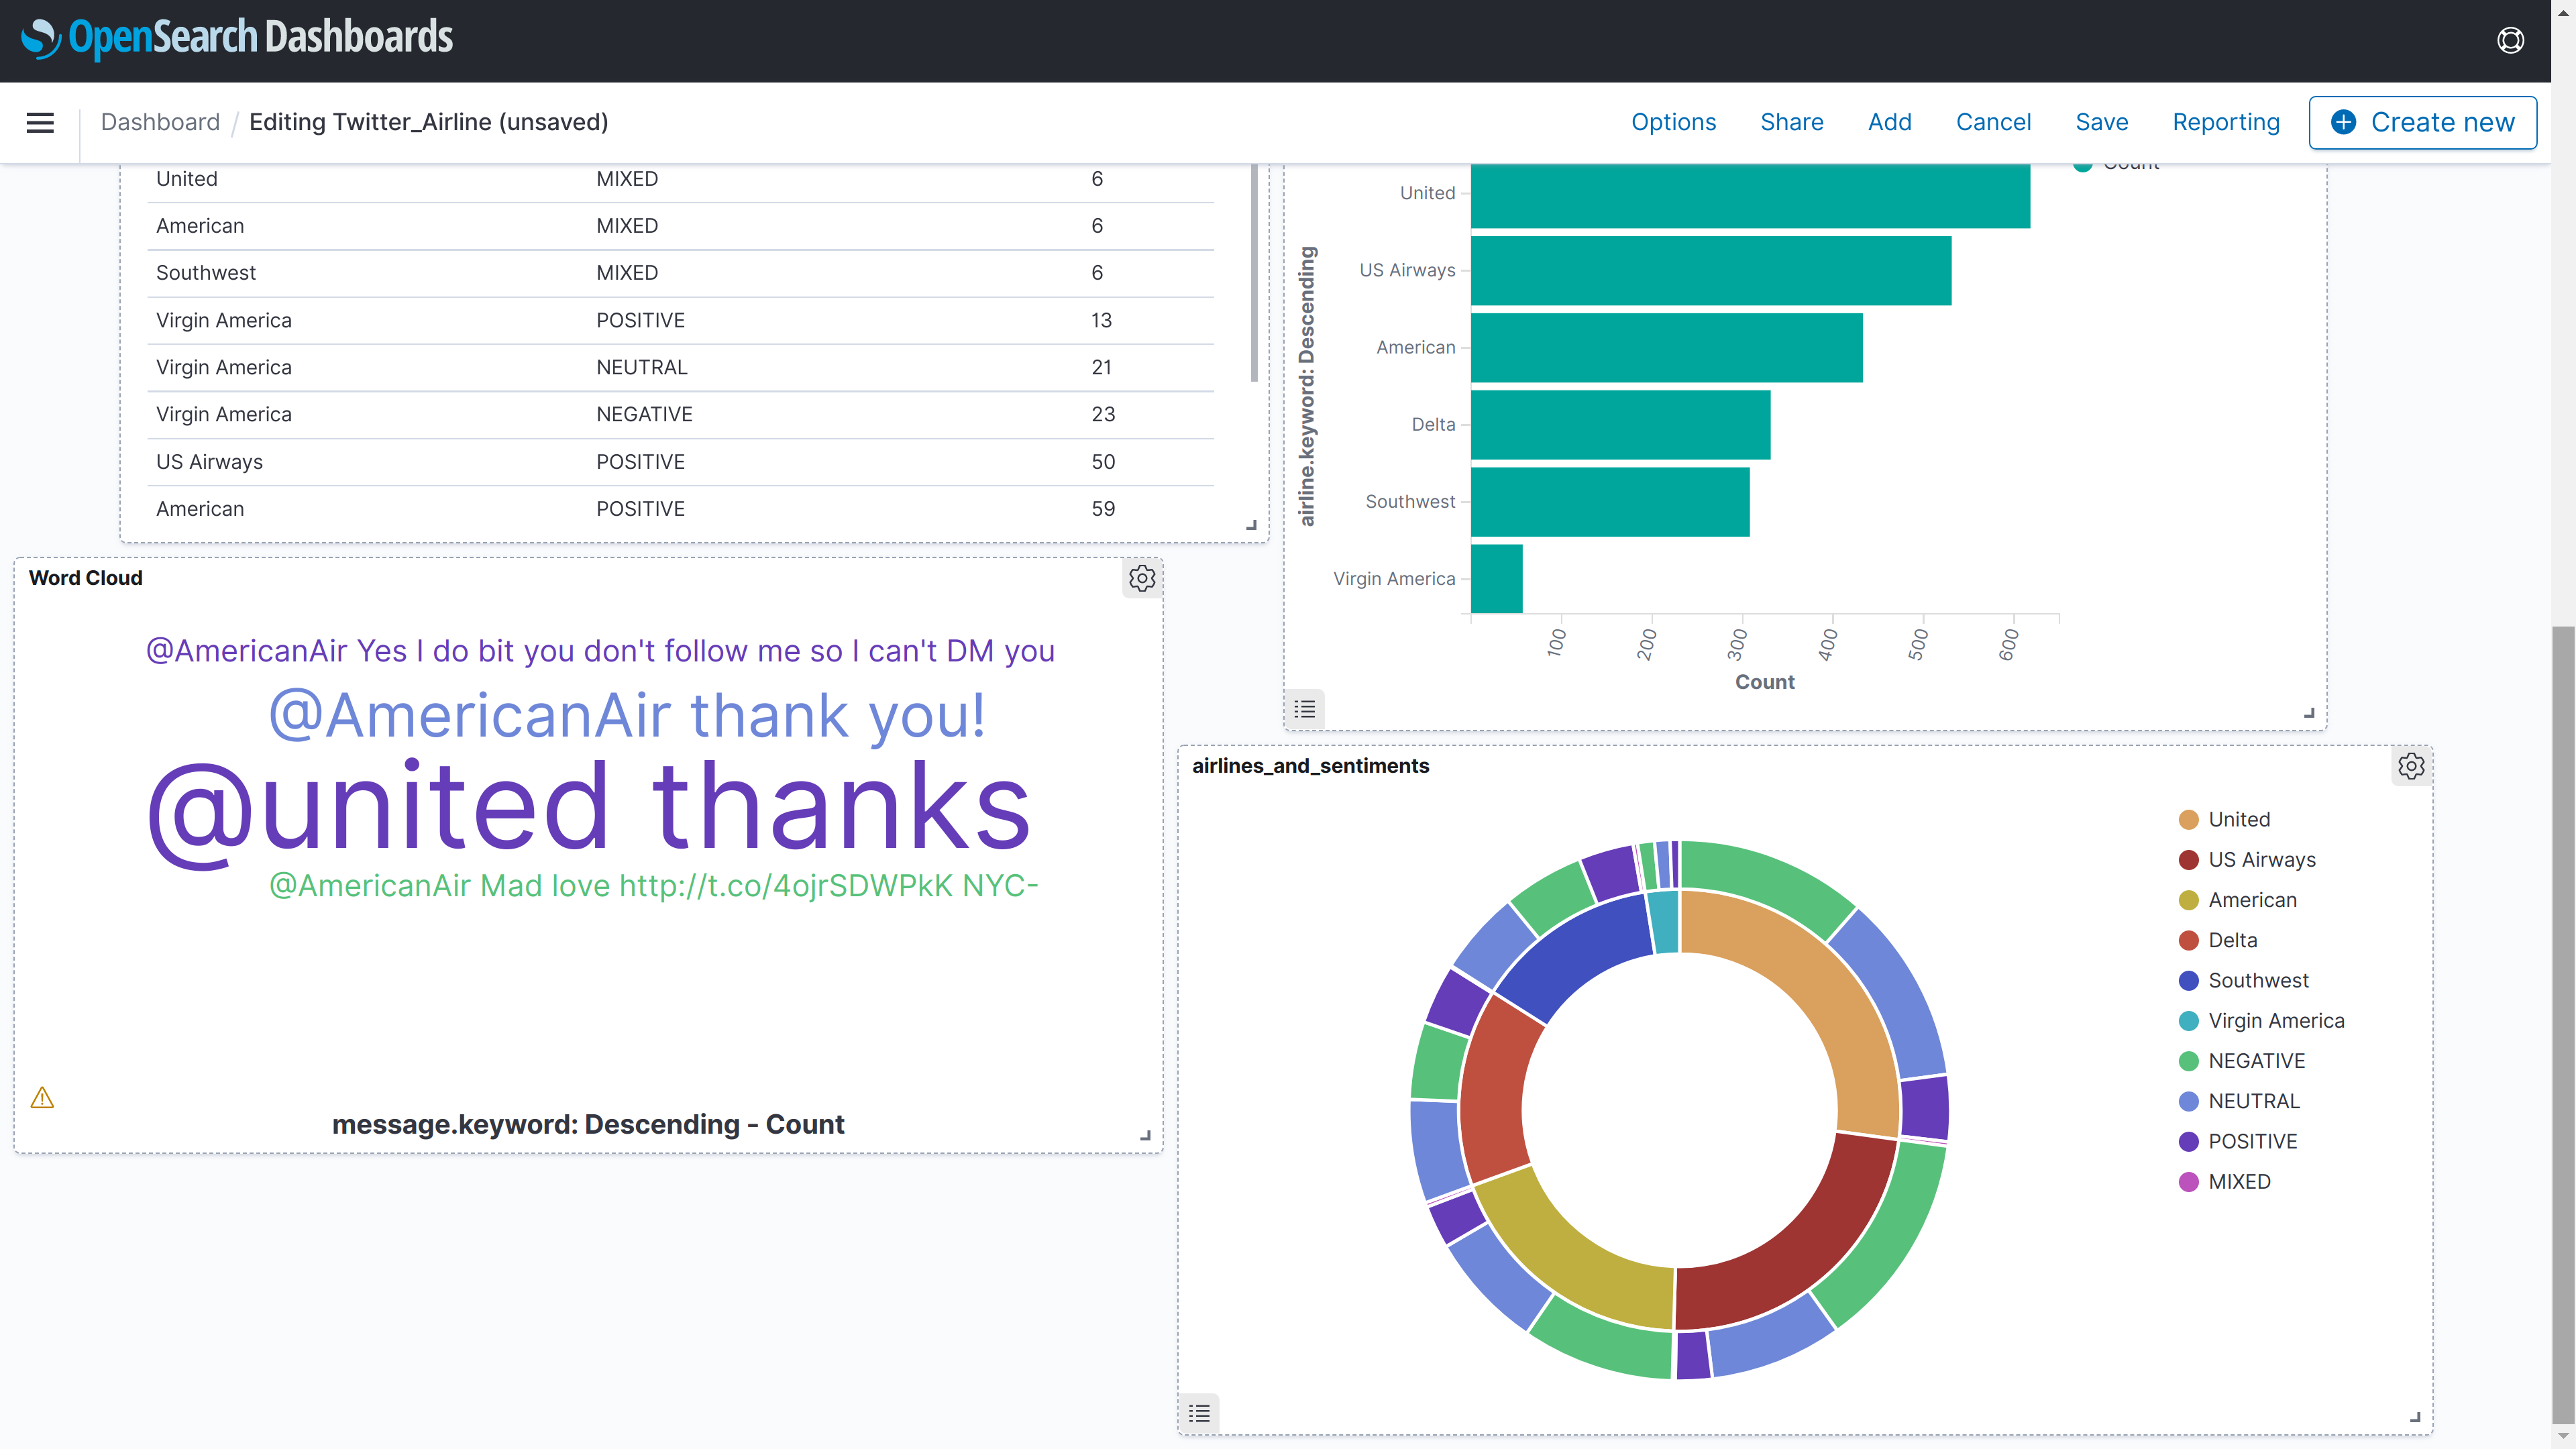 OpenSearch Dashboards
Dashboard / Editing Twitter_Airline (unsaved)
Options Share Add Cancel Save Reporting Create new
United MIXED 6
American MIXED 6
Southwest MIXED 6
Virgin America POSITIVE 13
Virgin America NEUTRAL 21
Virgin America NEGATIVE 23
US Airways POSITIVE 50
American POSITIVE 59
Count
airline.keyword: Descending
United
US Airways
American
Delta
Southwest
Virgin America
100 200 300 400 500 600
Count
Word Cloud
@AmericanAir Yes I do bit you don't follow me so I can't DM you
@AmericanAir thank you!
@united thanks
@AmericanAir Mad love http://t.co/4ojrSDWPkK NYC-
message.keyword: Descending - Count
airlines_and_sentiments
United
US Airways
American
Delta
Southwest
Virgin America
NEGATIVE
NEUTRAL
POSITIVE
MIXED